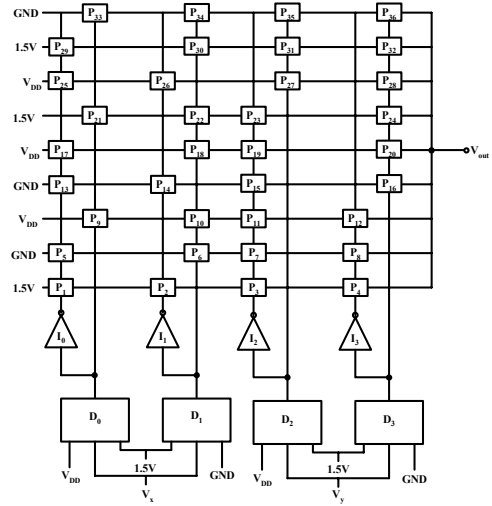 GND P33 P34 P35 P36
1.5V P29 P30 P31 P32
VDD P25 P26 P27 P28
1.5V P21 P22 P23 P24
VDD P17 P18 P19 P20 Vout
GND P13 P14 P15 P16
VDD P9 P10 P11 P12
GND P5 P6 P7 P8
1.5V P1 P2 P3 P4
I0 I1 I2 I3
D0 D1 D2 D3
VDD 1.5V GND VDD 1.5V GND
Vx Vy